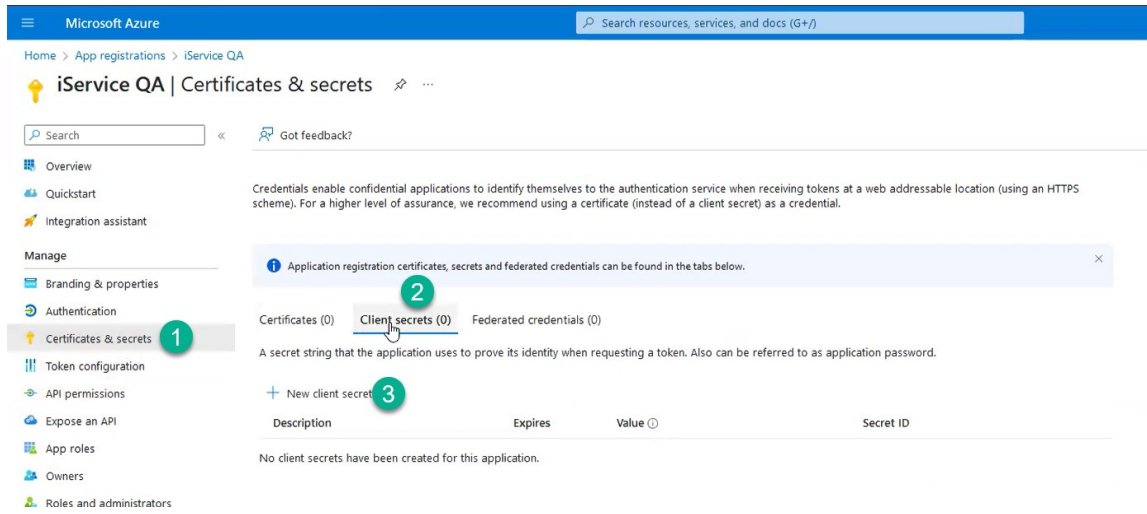 Microsoft Azure
Search resources, services, and docs (G+/)
Home > App registrations > iService QA
iService QA | Certificates & secrets
Search
Got feedback?
Overview
Quickstart
Integration assistant
Manage
Branding & properties
Authentication
Certificates & secrets 1
Token configuration
API permissions
Expose an API
App roles
Owners
Roles and administrators
Credentials enable confidential applications to identify themselves to the authentication service when receiving tokens at a web addressable location (using an HTTPS
scheme). For a higher level of assurance, we recommend using a certificate (instead of a client secret) as a credential.
Application registration certificates, secrets and federated credentials can be found in the tabs below.
2
Certificates (0) Client secrets (0) Federated credentials (0)
A secret string that the application uses to prove its identity when requesting a token. Also can be referred to as application password.
New client secret 3
Description Expires Value Secret ID
No client secrets have been created for this application.